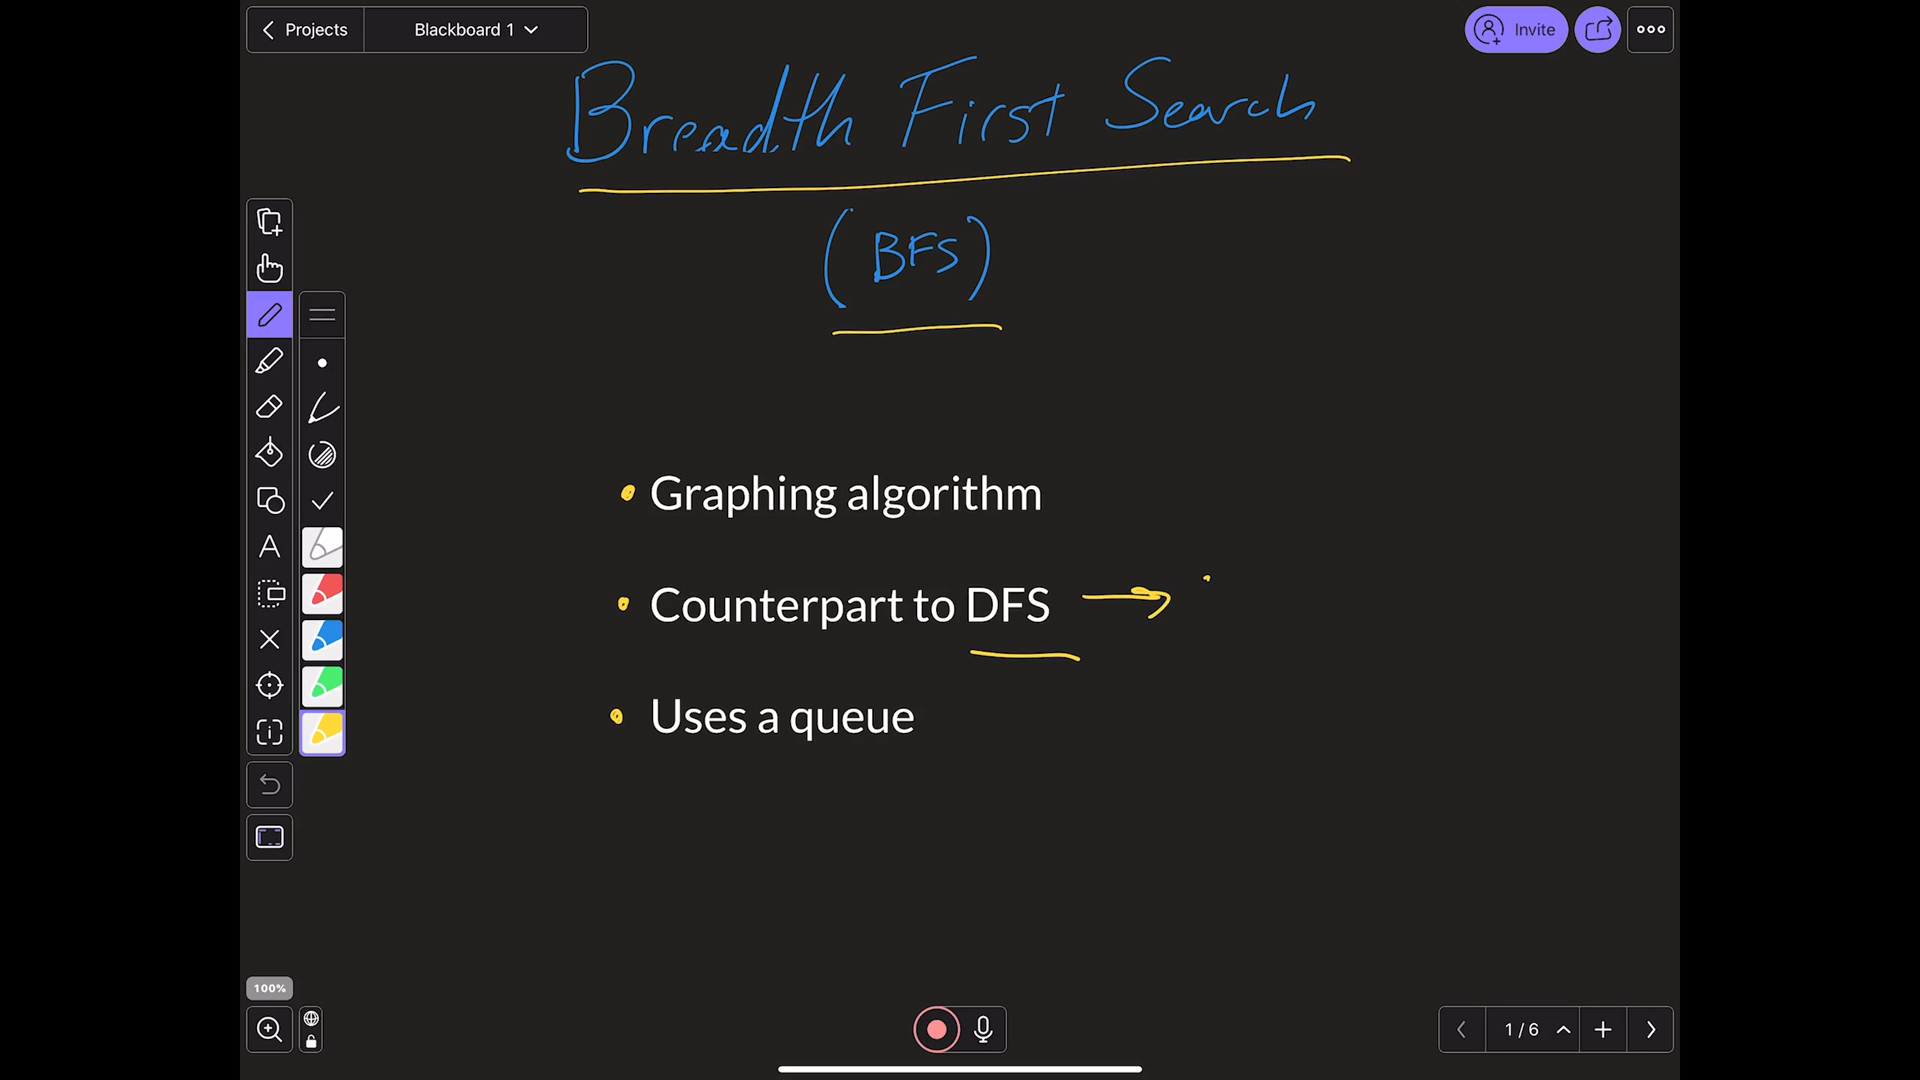 Projects
Blackboard 1
Invite
Breadth First Search
(BFS)
Graphing algorithm
Counterpart to DFS
Uses a queue
100%
1 / 6